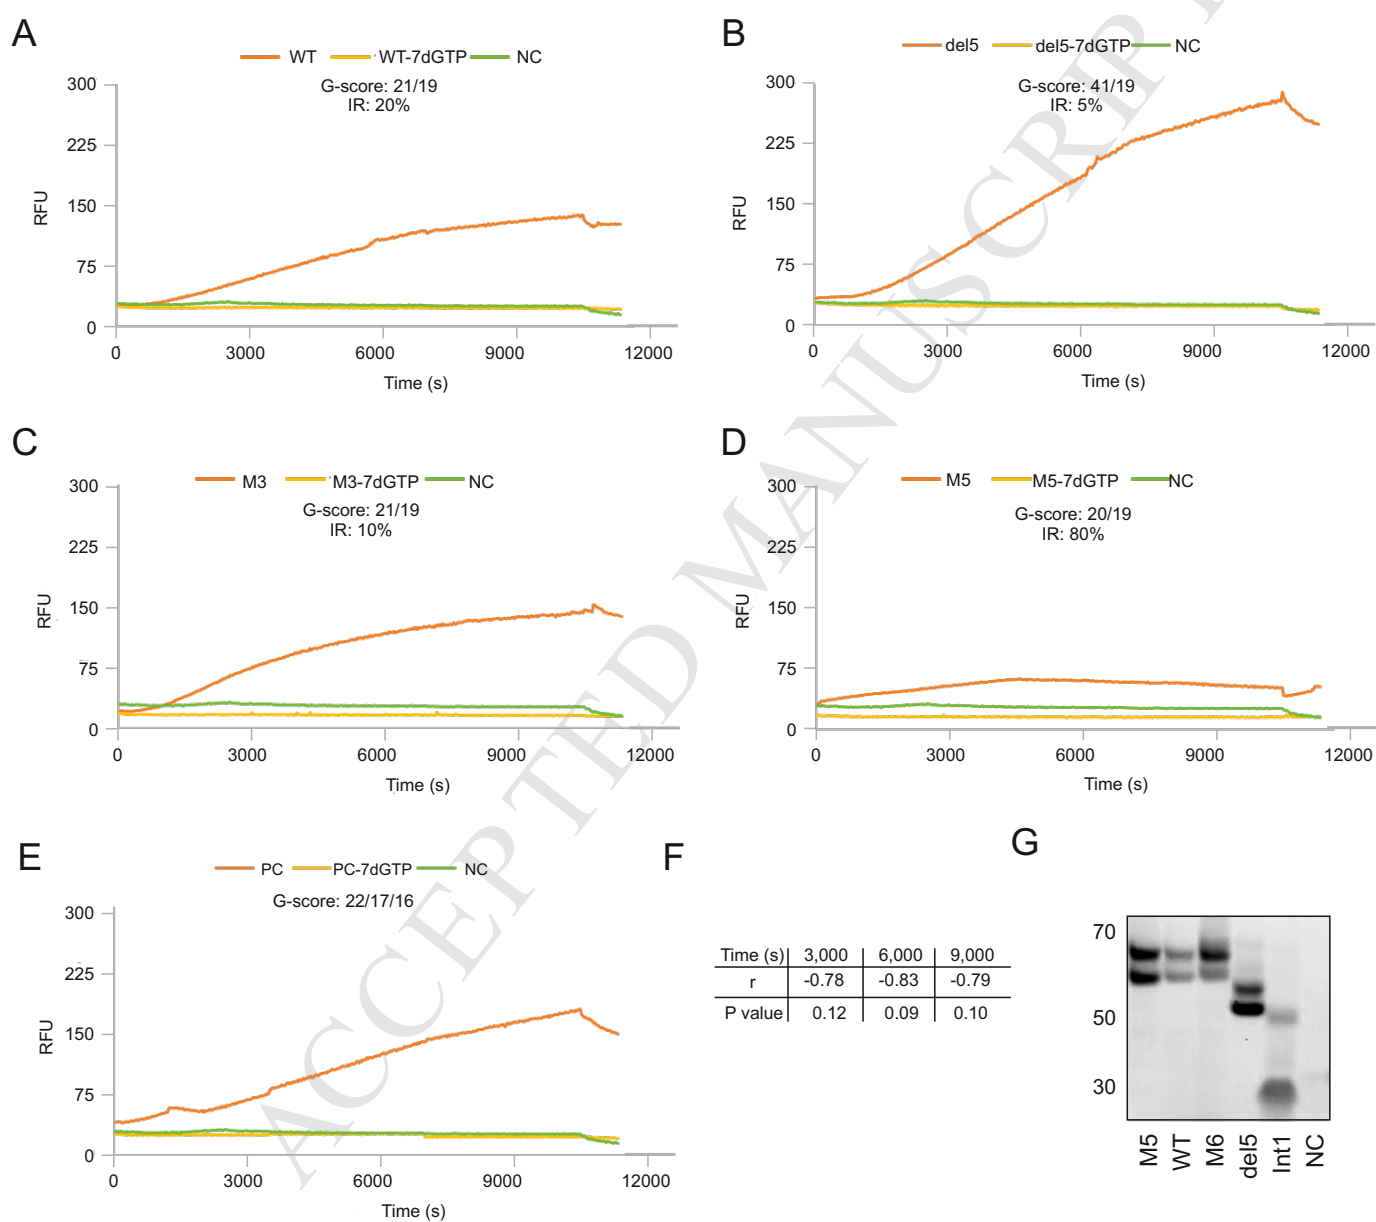 A
WT WT-7dGTP NC
G-score: 21/19
IR: 20%
300
225
150
75
0
RFU
0 3000 6000 9000 12000
Time (s)
B
del5 del5-7dGTP NC
G-score: 41/19
IR: 5%
300
225
150
75
0
RFU
0 3000 6000 9000 12000
Time (s)
C
M3 M3-7dGTP NC
G-score: 21/19
IR: 10%
300
225
150
75
0
RFU
0 3000 6000 9000 12000
Time (s)
D
M5 M5-7dGTP NC
G-score: 20/19
IR: 80%
300
225
150
75
0
RFU
0 3000 6000 9000 12000
Time (s)
E
PC PC-7dGTP NC
G-score: 22/17/16
300
225
150
75
0
RFU
0 3000 6000 9000 12000
Time (s)
F
Time (s) 3,000 6,000 9,000
r -0.78 -0.83 -0.79
P value 0.12 0.09 0.10
G
70
50
30
M5 WT M6 del5 Int1 NC
ACCEPTED MANUSCRIP